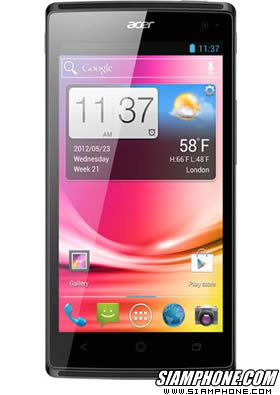 acer
11:37
Google
11 37
2012/05/23
Wednesday
Week 21
58°F
H:66°F L:48°F
London
Gallery
Play store
SIAMPHONE.COM
WWW.SIAMPHONE.COM